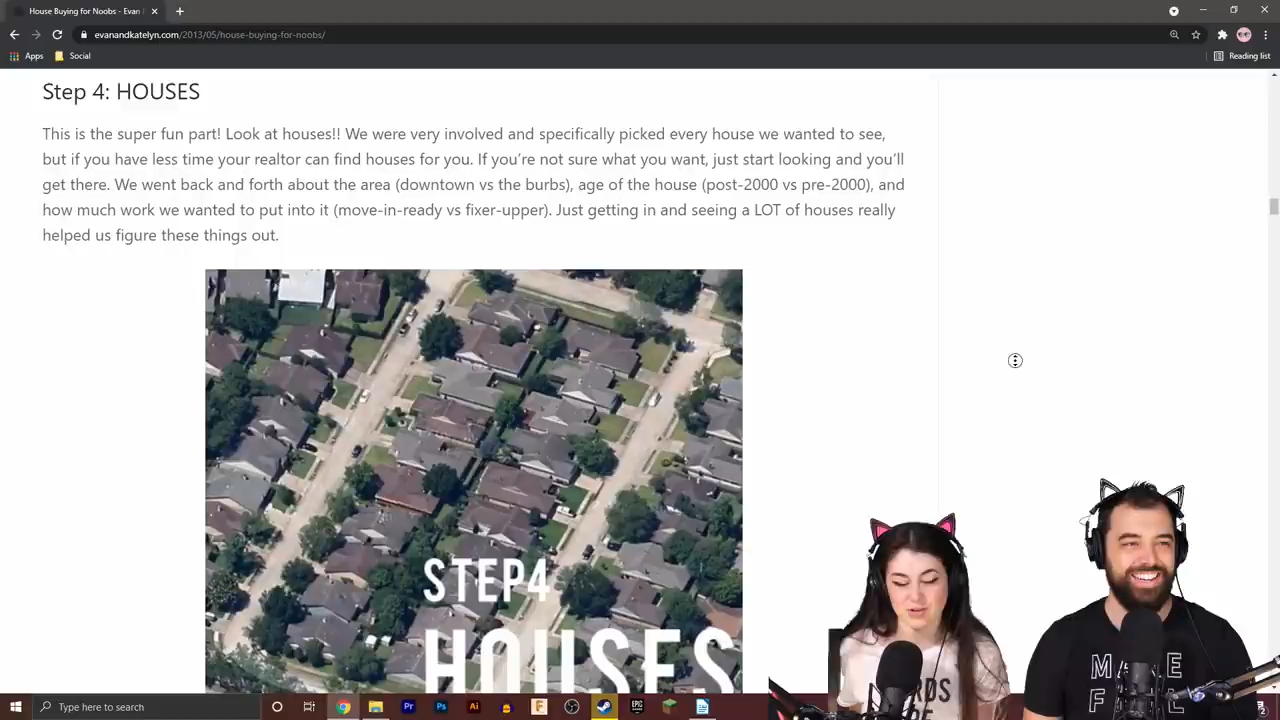 House Buying for Noobs - Evan
evanandkatelyn.com/2013/05/house-buying-for-noobs/
Apps
Social
Reading list
Step 4: HOUSES
This is the super fun part! Look at houses!! We were very involved and specifically picked every house we wanted to see,
but if you have less time your realtor can find houses for you. If you’re not sure what you want, just start looking and you’ll
get there. We went back and forth about the area (downtown vs the burbs), age of the house (post-2000 vs pre-2000), and
how much work we wanted to put into it (move-in-ready vs fixer-upper). Just getting in and seeing a LOT of houses really
helped us figure these things out.
STEP4
HOUSES
Type here to search
Pr
Ps
Ai
EPIC